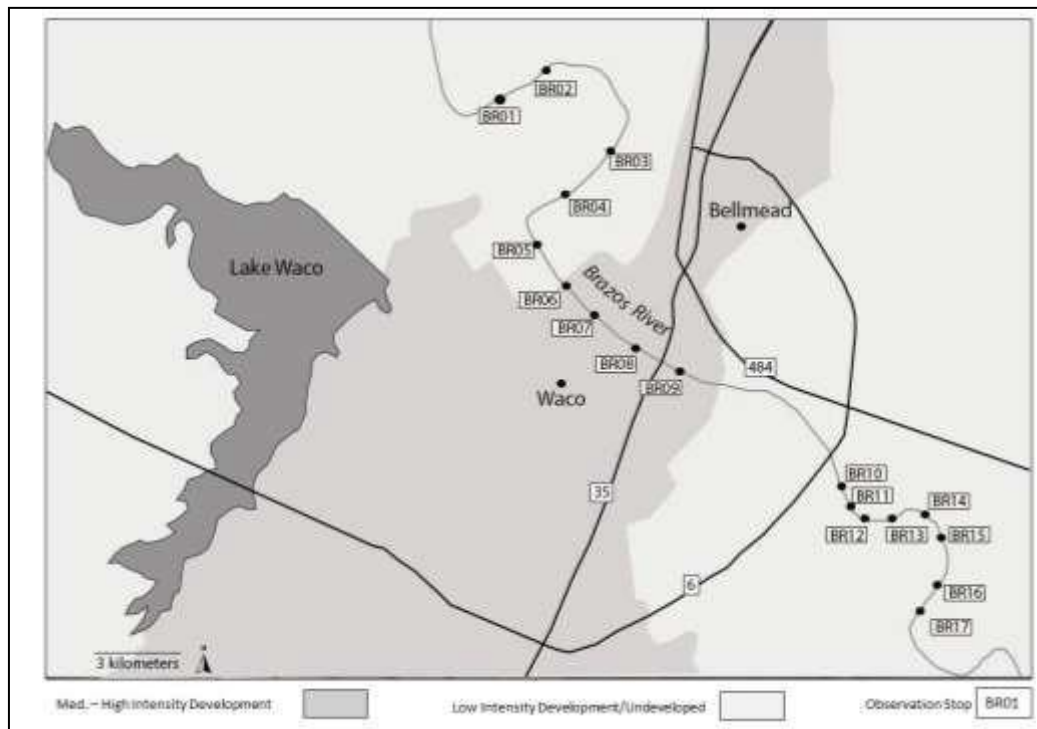 BR02
BR01
BR03
Bellmead
BR04
Lake Waco
BR05
Brazos River
BR06
BR07
BR08
484
BR09
Waco
BR10
35
BR11
BR14
BR12
BR13
BR15
6
BR16
BR17
3 kilometers
Med. – High Intensity Development
Low Intensity Development/Undeveloped
Observation Stop
BR01